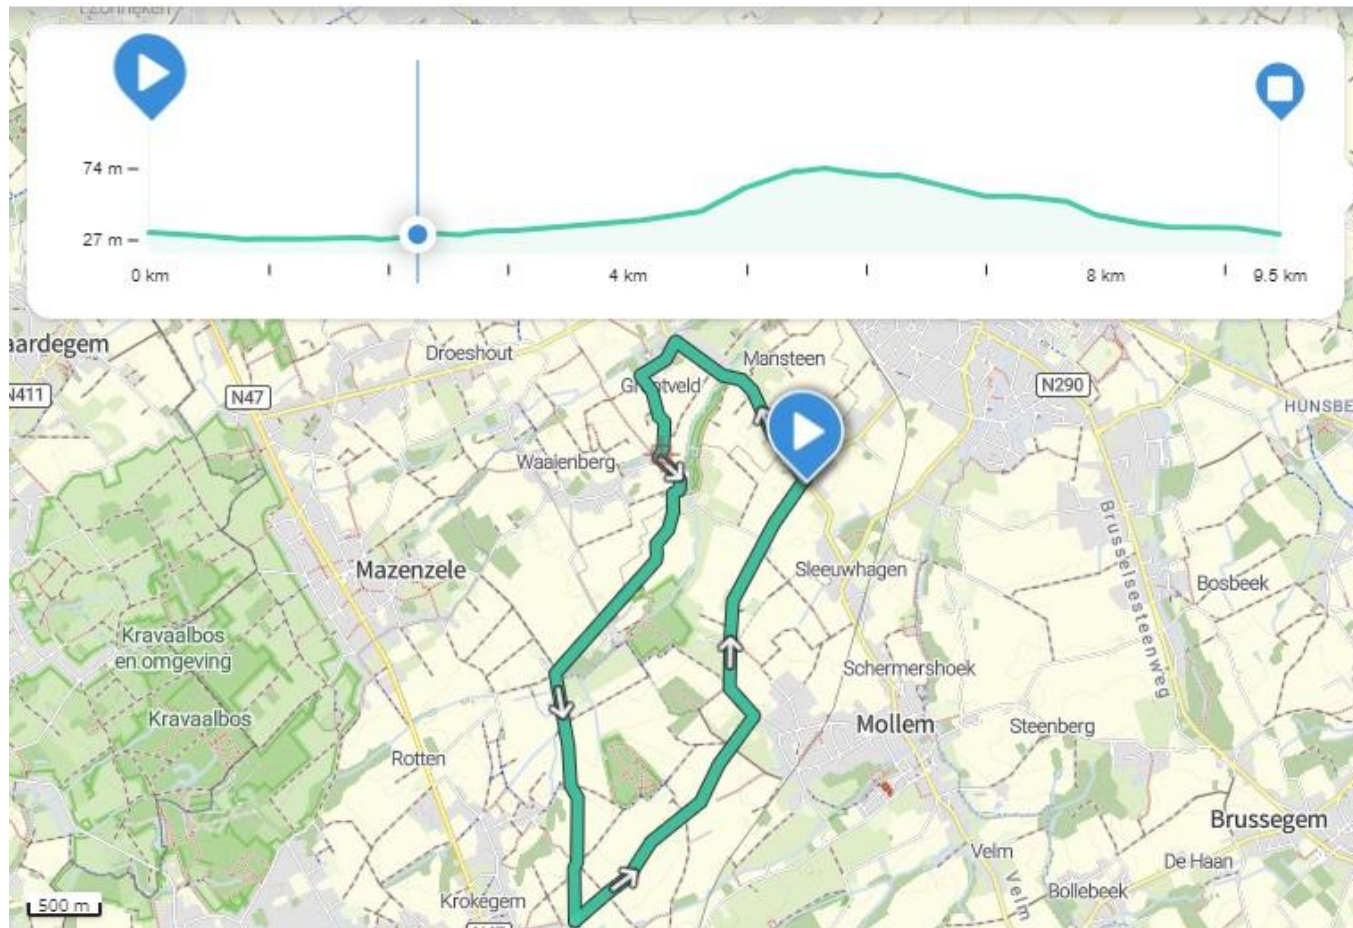 74 m
27 m
0 km
4 km
8 km
9.5 km
aardegem
Droeshout
Mansteen
N411
N47
N290
HUNSBE
Waaienberg
Brusselsesteenweg
Mazenzele
Sleeuwhagen
Bosbeek
Kravaalbos
en omgeving
Schermershoek
Kravaalbos
Mollem
Steenberg
Rotten
Brussegem
Velm
De Haan
Krokegem
Bollebeek
Velm
500 m